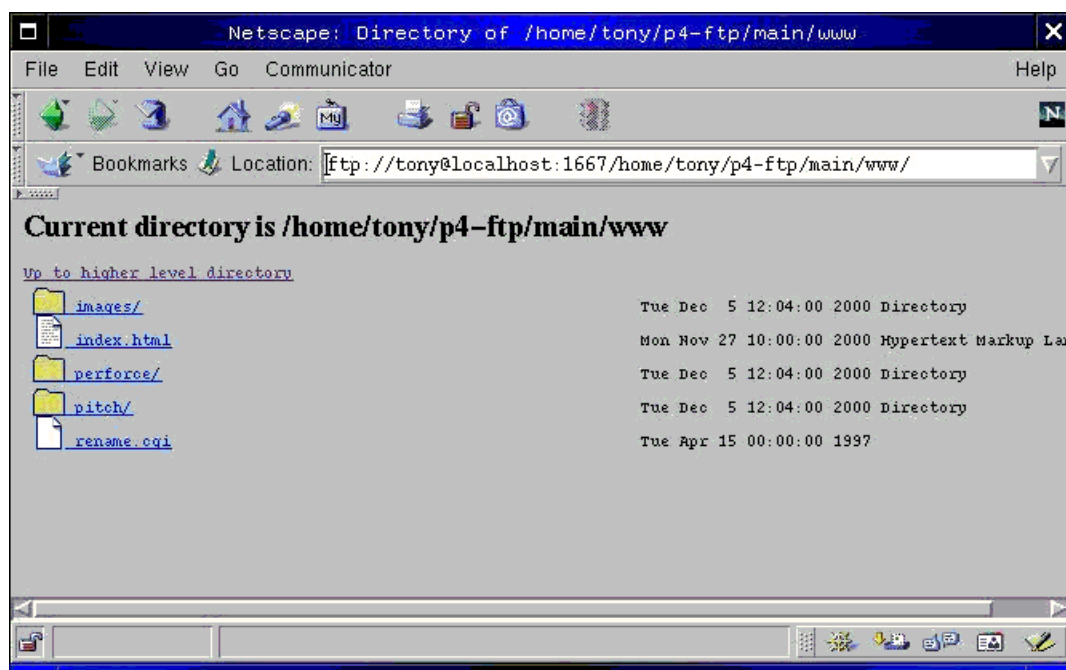 Netscape: Directory of /home/tony/p4-ftp/main/www
File Edit View Go Communicator Help
My
N
Bookmarks Location: ftp://tony@localhost:1667/home/tony/p4-ftp/main/www/
Current directory is /home/tony/p4-ftp/main/www
Up to higher level directory
images/ Tue Dec 5 12:04:00 2000 Directory
index.html Mon Nov 27 10:00:00 2000 Hypertext Markup Lan
perforce/ Tue Dec 5 12:04:00 2000 Directory
pitch/ Tue Dec 5 12:04:00 2000 Directory
rename.cgi Tue Apr 15 00:00:00 1997